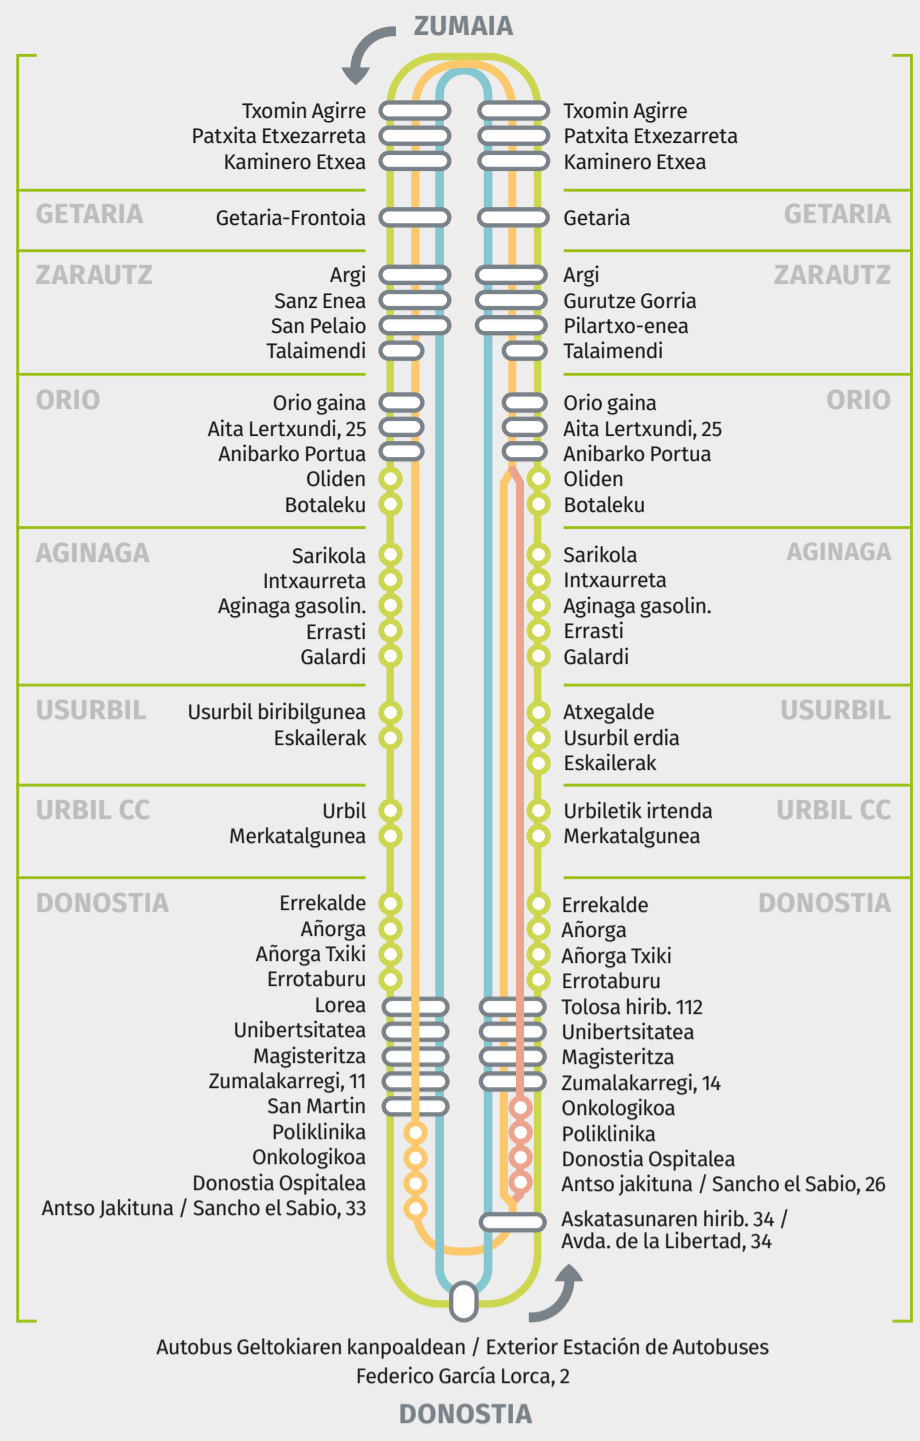 ZUMAIA
Txomin Agirre
Txomin Agirre
Patxita Etxezarreta
Patxita Etxezarreta
Kaminero Etxea
Kaminero Etxea
GETARIA
Getaria-Frontoia
Getaria
GETARIA
ZARAUTZ
Argi
Argi
ZARAUTZ
Sanz Enea
Gurutze Gorria
San Pelaio
Pilartxo-enea
Talaimendi
Talaimendi
ORIO
Orio gaina
Orio gaina
ORIO
Aita Lertxundi, 25
Aita Lertxundi, 25
Anibarko Portua
Anibarko Portua
Oliden
Oliden
Botaleku
Botaleku
AGINAGA
Sarikola
Sarikola
AGINAGA
Intxaurreta
Intxaurreta
Aginaga gasolin.
Aginaga gasolin.
Errasti
Errasti
Galardi
Galardi
USURBIL
Usurbil biribilgunea
Atxegalde
USURBIL
Eskailerak
Usurbil erdia
Eskailerak
URBIL CC
Urbil
Urbiletik irtenda
URBIL CC
Merkatalgunea
Merkatalgunea
DONOSTIA
Errekalde
Errekalde
DONOSTIA
Añorga
Añorga
Añorga Txiki
Añorga Txiki
Errotaburu
Errotaburu
Lorea
Tolosa hirib. 112
Unibertsitatea
Unibertsitatea
Magisteritza
Magisteritza
Zumalakarregi, 11
Zumalakarregi, 14
San Martin
Onkologikoa
Poliklinika
Poliklinika
Onkologikoa
Donostia Ospitalea
Donostia Ospitalea
Antso jakituna / Sancho el Sabio, 26
Antso Jakituna / Sancho el Sabio, 33
Askatasunaren hirib. 34 /
Avda. de la Libertad, 34
Autobus Geltokiaren kanpoaldean / Exterior Estación de Autobuses
Federico García Lorca, 2
DONOSTIA